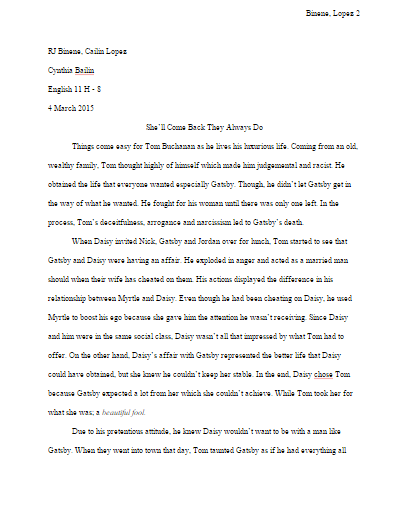 Binene, Lopez 2
RJ Binene, Cailin Lopez
Cynthia Bailin
English 11 H - 8
4 March 2015
She'll Come Back They Always Do
Things come easy for Tom Buchanan as he lives his luxurious life. Coming from an old,
wealthy family, Tom thought highly of himself which made him judgemental and racist. He
obtained the life that everyone wanted especially Gatsby. Though, he didn't let Gatsby get in
the way of what he wanted. He fought for his woman until there was only one left. In the
process, Tom's deceitfulness, arrogance and narcissism led to Gatsby's death.
When Daisy invited Nick, Gatsby and Jordan over for lunch, Tom started to see that
Gatsby and Daisy were having an affair. He exploded in anger and acted as a married man
should when their wife has cheated on them. His actions displayed the difference in his
relationship between Myrtle and Daisy. Even though he had been cheating on Daisy, he used
Myrtle to boost his ego because she gave him the attention he wasn't receiving. Since Daisy
and him were in the same social class, Daisy wasn't all that impressed by what Tom had to
offer. On the other hand, Daisy's affair with Gatsby represented the better life that Daisy
could have obtained, but she knew he couldn't keep her stable. In the end, Daisy chose Tom
because Gatsby expected a lot from her which she couldn't achieve. While Tom took her for
what she was; a beautiful fool.
Due to his pretentious attitude, he knew Daisy wouldn't want to be with a man like
Gatsby. When they went into town that day, Tom taunted Gatsby as if he had everything all